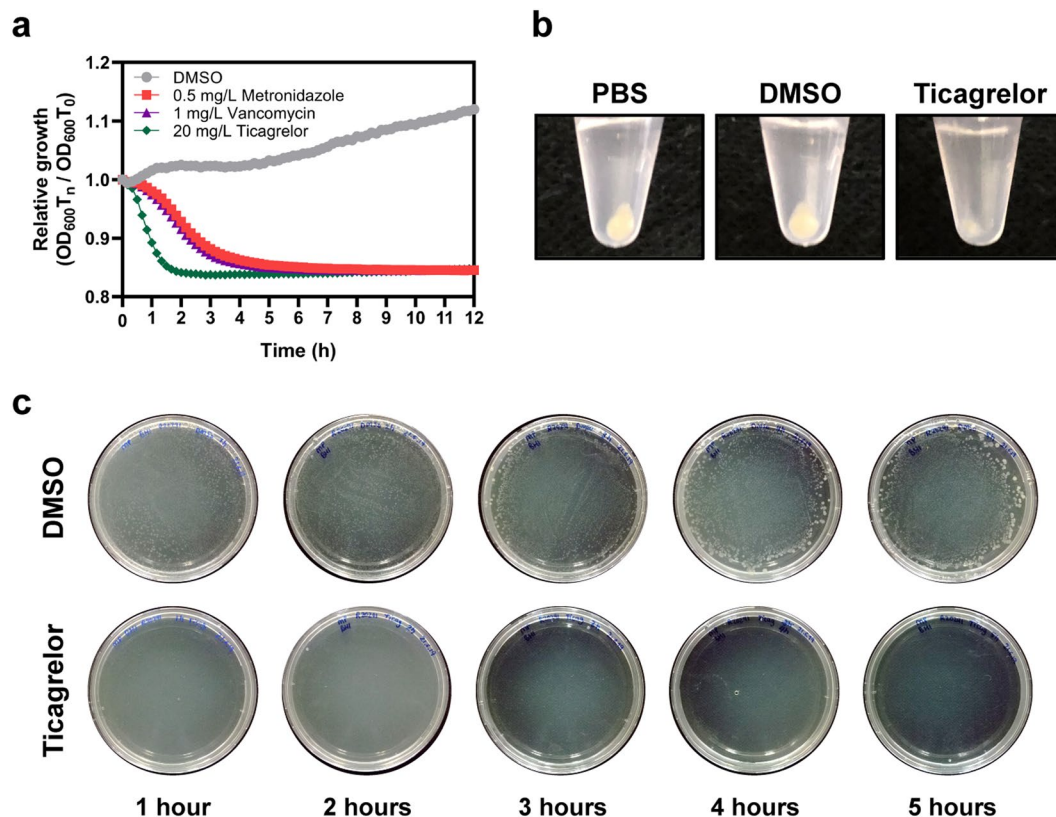 a
Relative growth
(OD600Tn / OD600T0)
1.2
1.1
1.0
0.9
0.8
DMSO
0.5 mg/L Metronidazole
1 mg/L Vancomycin
20 mg/L Ticagrelor
0 1 2 3 4 5 6 7 8 9 10 11 12
Time (h)
b
PBS DMSO Ticagrelor
c
DMSO
Ticagrelor
1 hour 2 hours 3 hours 4 hours 5 hours